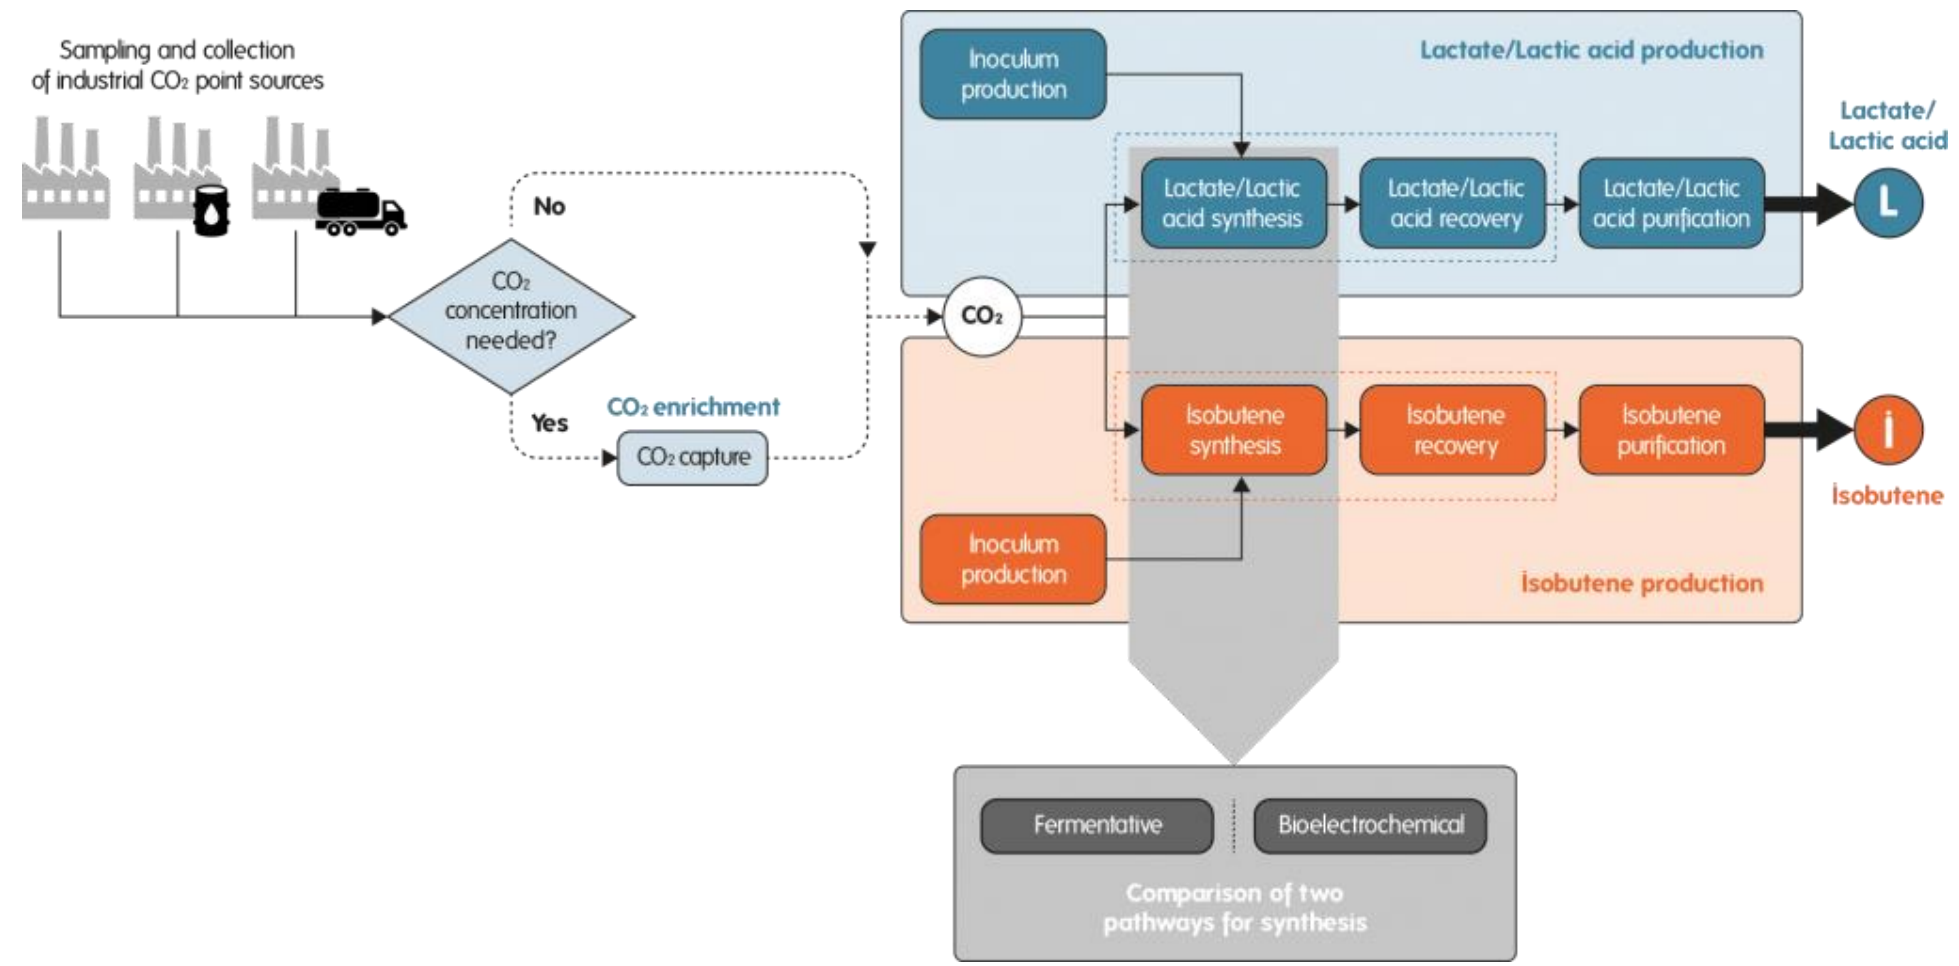 Sampling and collection
of industrial CO₂ point sources
CO₂
concentration
needed?
No
Yes
CO₂ enrichment
CO₂ capture
CO₂
Lactate/Lactic acid production
Inoculum
production
Lactate/Lactic
acid synthesis
Lactate/Lactic
acid recovery
Lactate/Lactic
acid purification
Lactate/
Lactic acid
L
Isobutene
synthesis
Isobutene
recovery
Isobutene
purification
i
Isobutene
Inoculum
production
Isobutene production
Fermentative
Bioelectrochemical
Comparison of two
pathways for synthesis